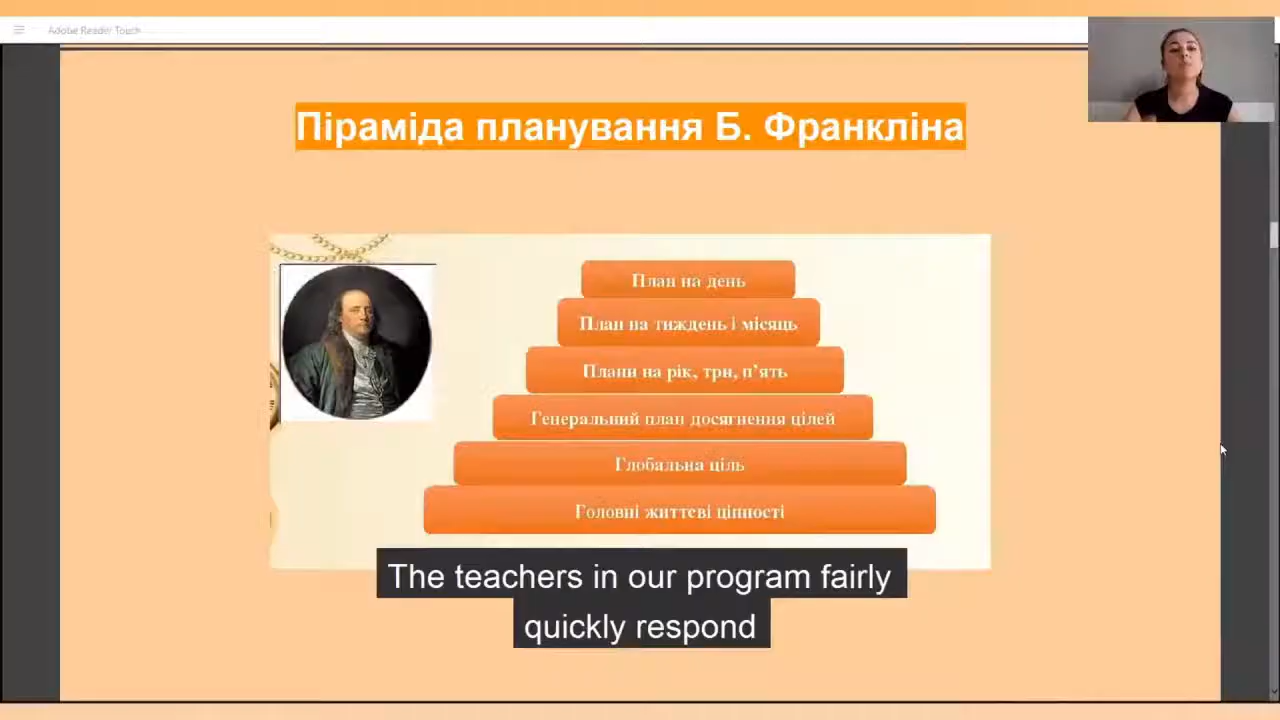 Adobe Reader Touch
Піраміда планування Б. Франкліна
План на день
План на тиждень і місяць
Плани на рік, три, п’ять
Генеральний план досягнення цілей
Глобальна ціль
Головні життєві цінності
The teachers in our program fairly
quickly respond